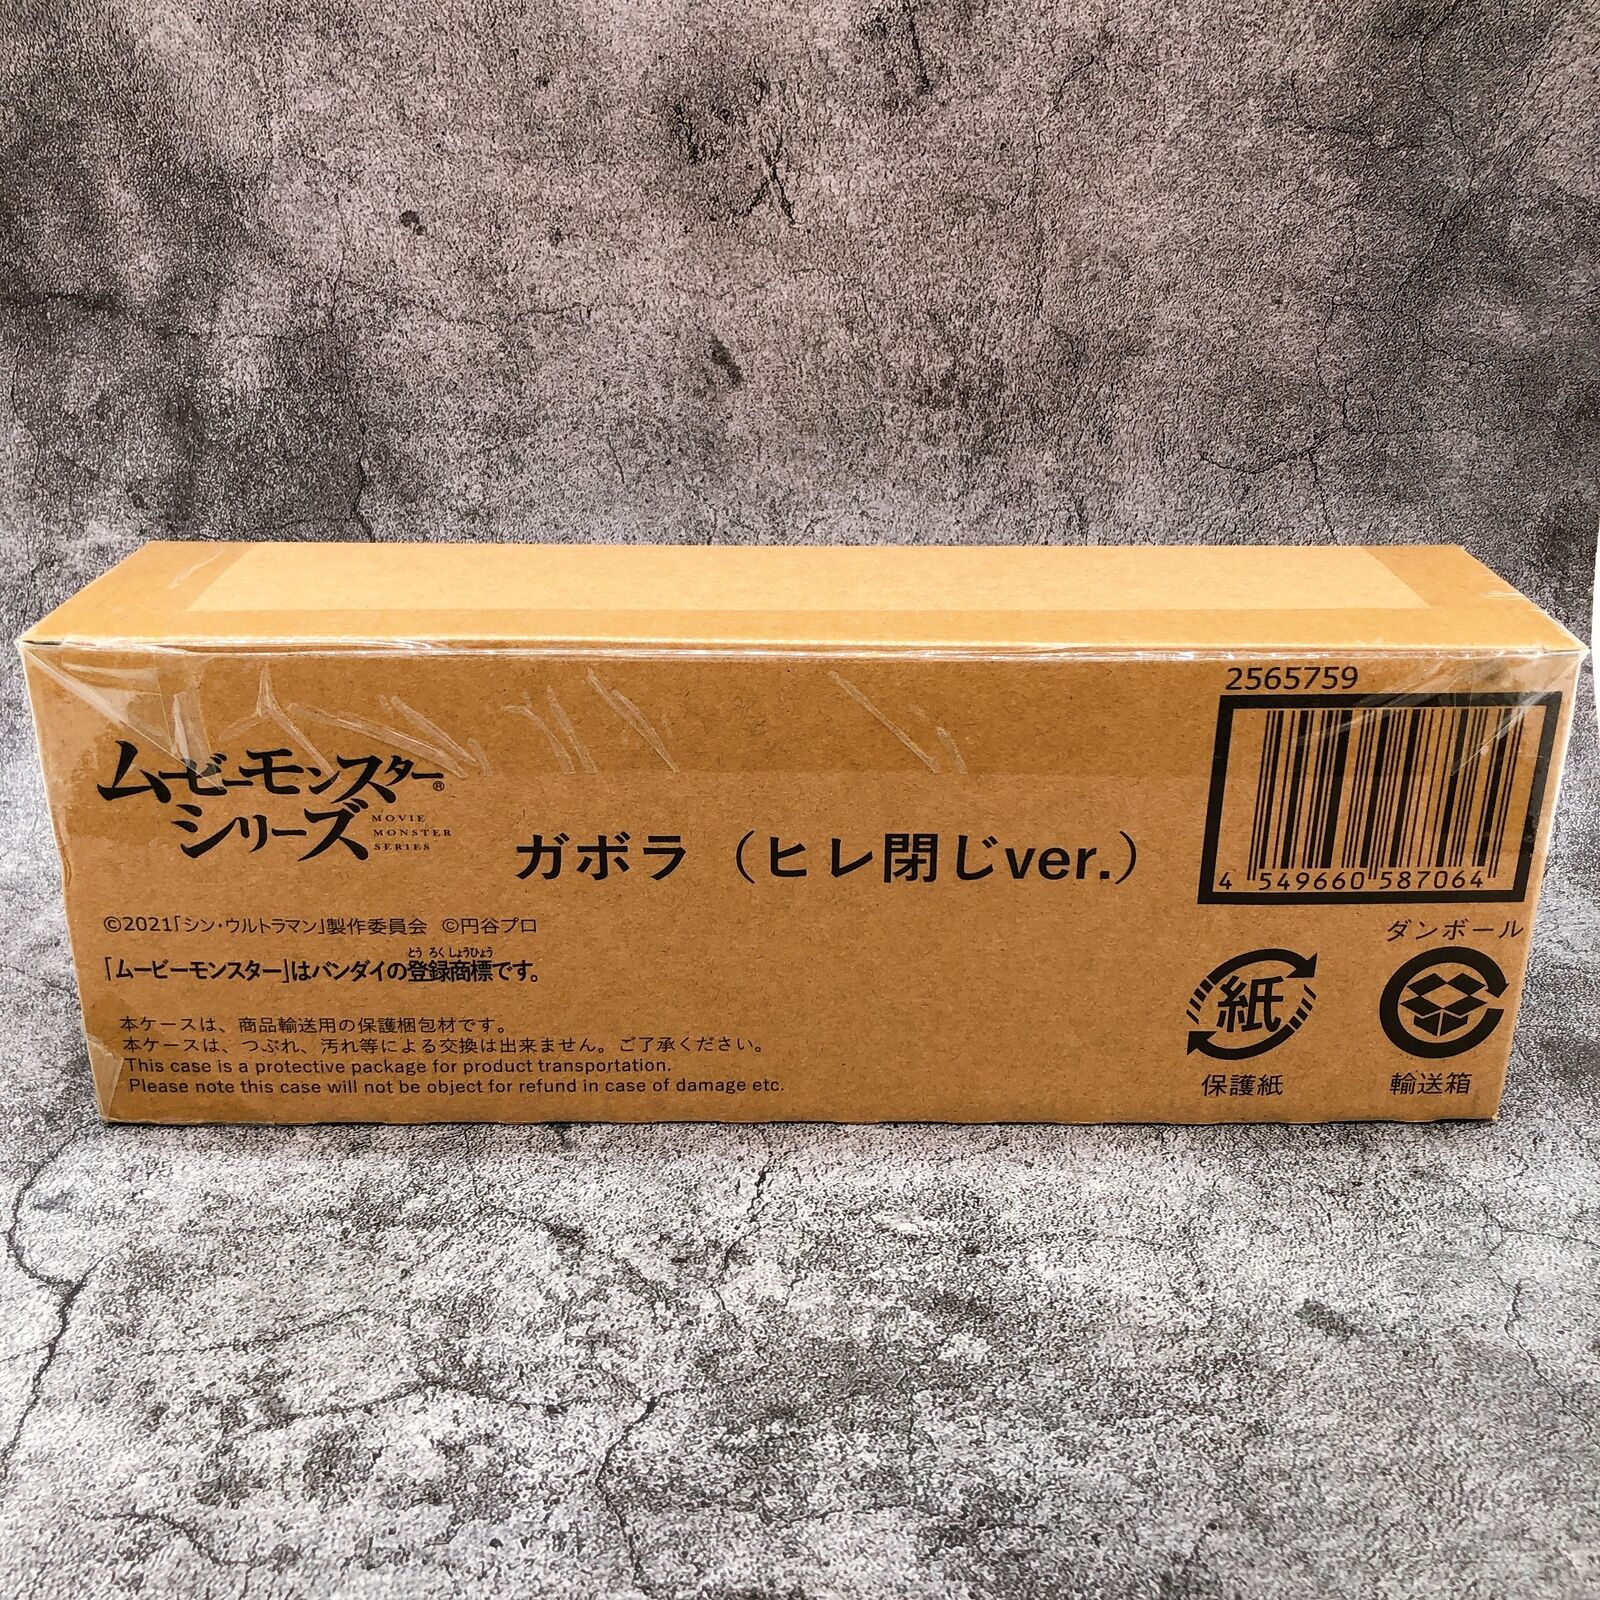 2565759
ムービーモンスター®
シリーズ
MOVIE
MONSTER
SERIES
ガボラ（ヒレ閉じver.）
4 549660 587064
©2021「シン・ウルトラマン」製作委員会 ©円谷プロ
とうろくしょうひょう
「ムービーモンスター」はバンダイの登録商標です。
本ケースは、商品輸送用の保護梱包材です。
本ケースは、つぶれ、汚れ等による交換は出来ません。ご了承ください。
This case is a protective package for product transportation.
Please note this case will not be object for refund in case of damage etc.
紙
保護紙
ダンボール
輸送箱